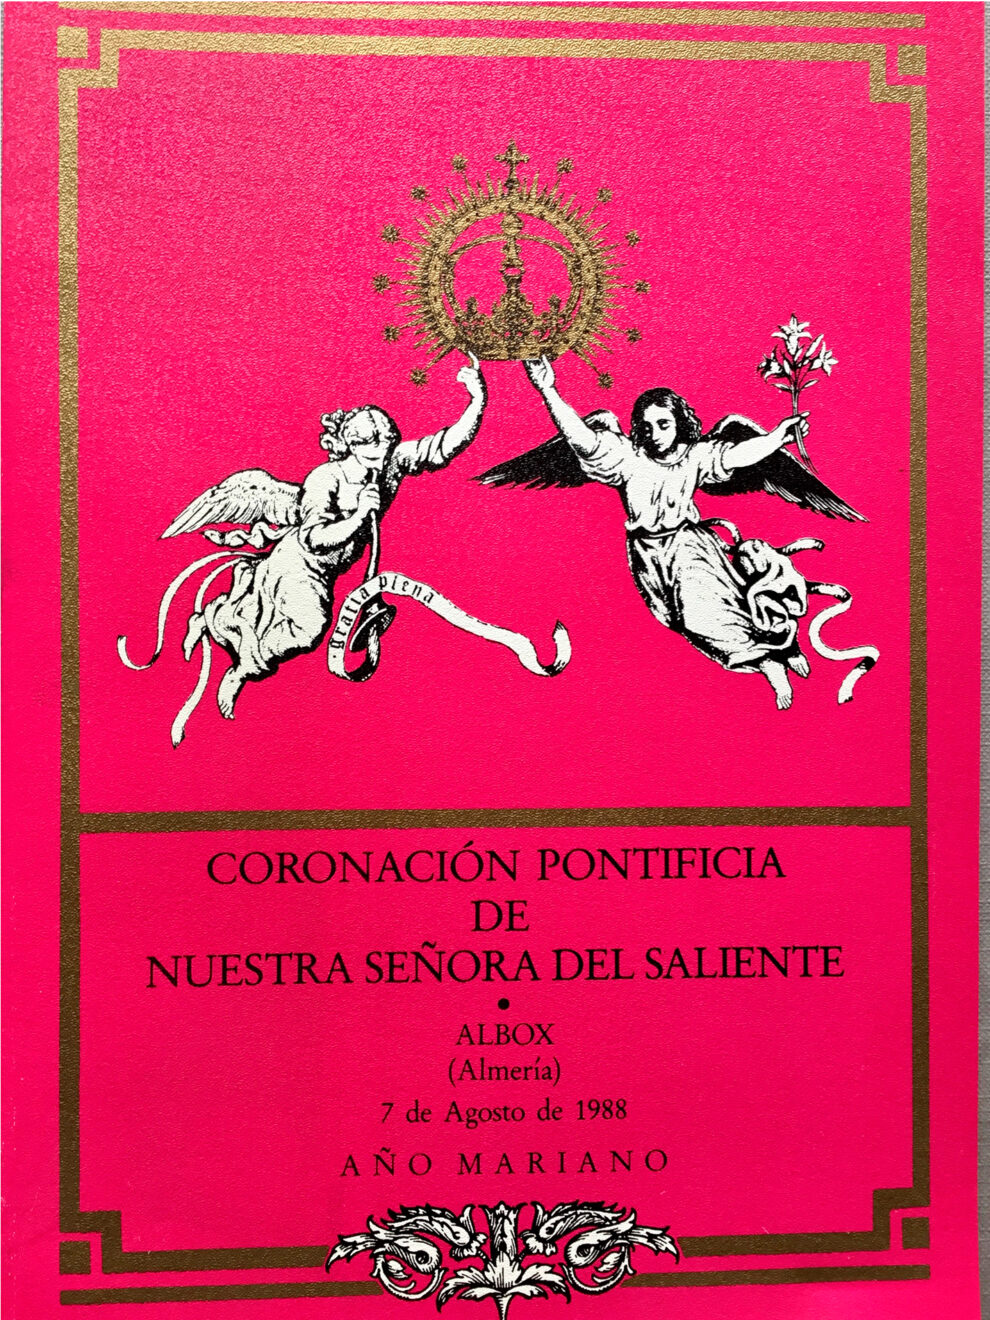 gratia plena
CORONACIÓN PONTIFICIA
DE
NUESTRA SEÑORA DEL SALIENTE
•
ALBOX
(Almería)
7 de Agosto de 1988
AÑO MARIANO